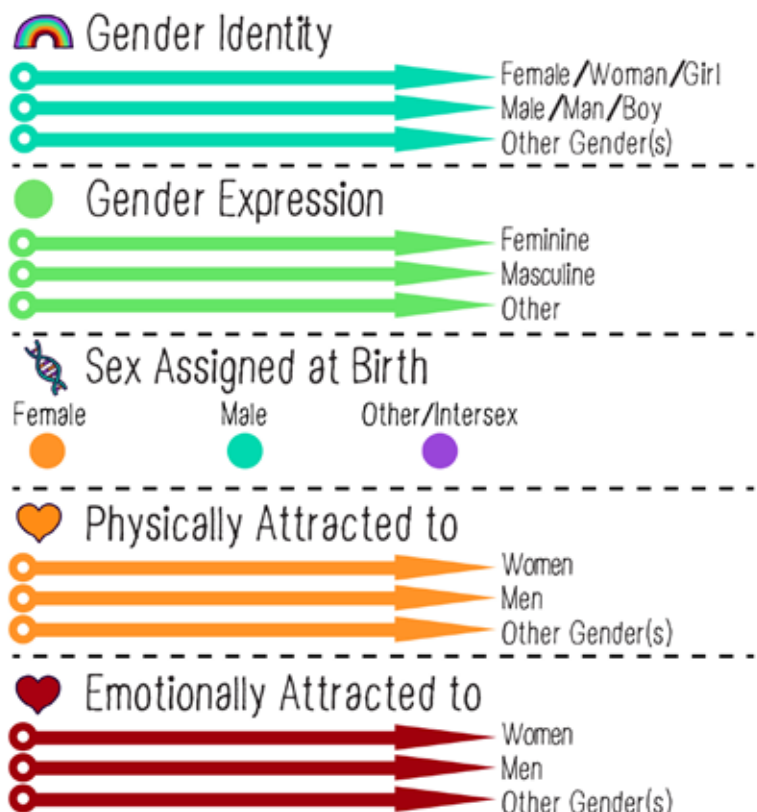 Gender Identity
Female/Woman/Girl
Male/Man/Boy
Other Gender(s)
Gender Expression
Feminine
Masculine
Other
Sex Assigned at Birth
Female Male Other/Intersex
Physically Attracted to
Women
Men
Other Gender(s)
Emotionally Attracted to
Women
Men
Other Gender(s)